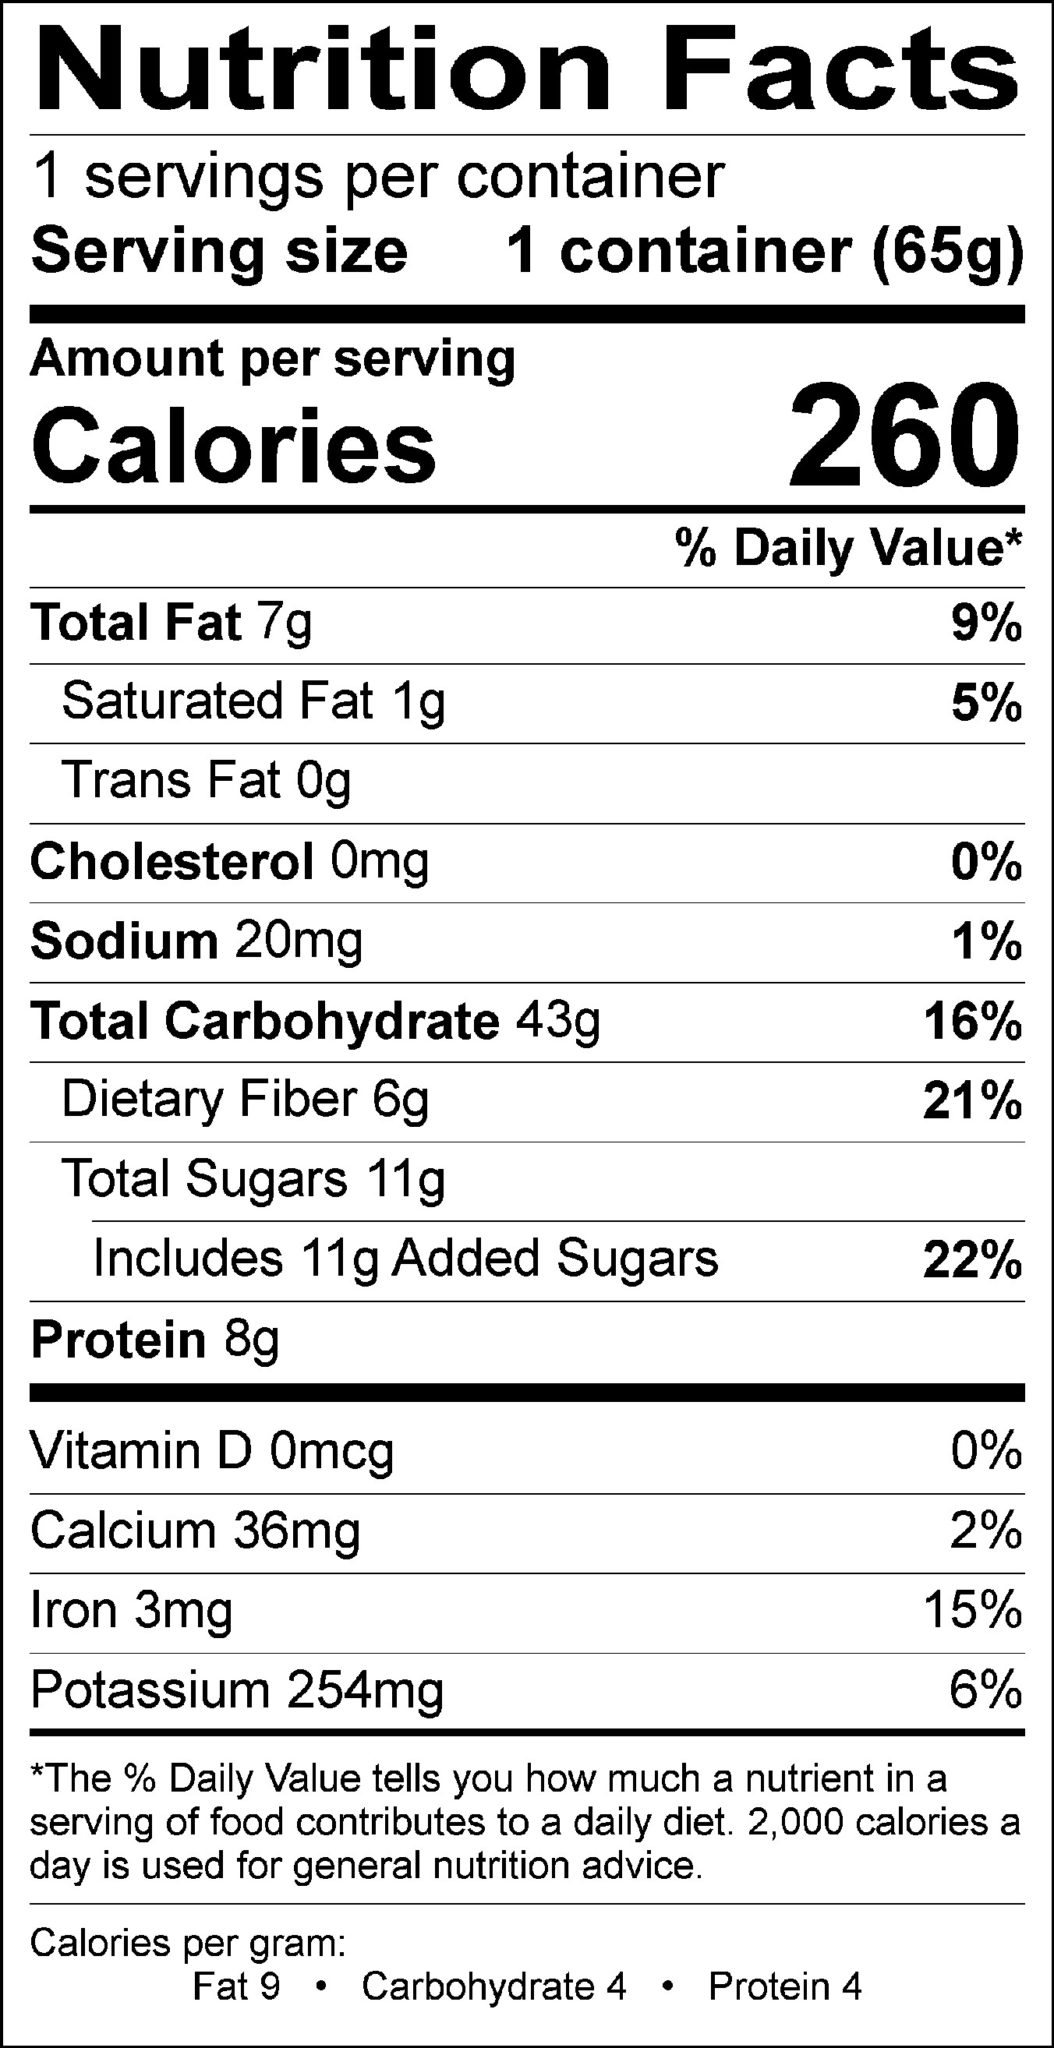 Nutrition Facts
1 servings per container
Serving size 1 container (65g)
Amount per serving
Calories 260
% Daily Value*
Total Fat 7g 9%
Saturated Fat 1g 5%
Trans Fat 0g
Cholesterol 0mg 0%
Sodium 20mg 1%
Total Carbohydrate 43g 16%
Dietary Fiber 6g 21%
Total Sugars 11g
Includes 11g Added Sugars 22%
Protein 8g
Vitamin D 0mcg 0%
Calcium 36mg 2%
Iron 3mg 15%
Potassium 254mg 6%
*The % Daily Value tells you how much a nutrient in a
serving of food contributes to a daily diet. 2,000 calories a
day is used for general nutrition advice.
Calories per gram:
Fat 9 • Carbohydrate 4 • Protein 4